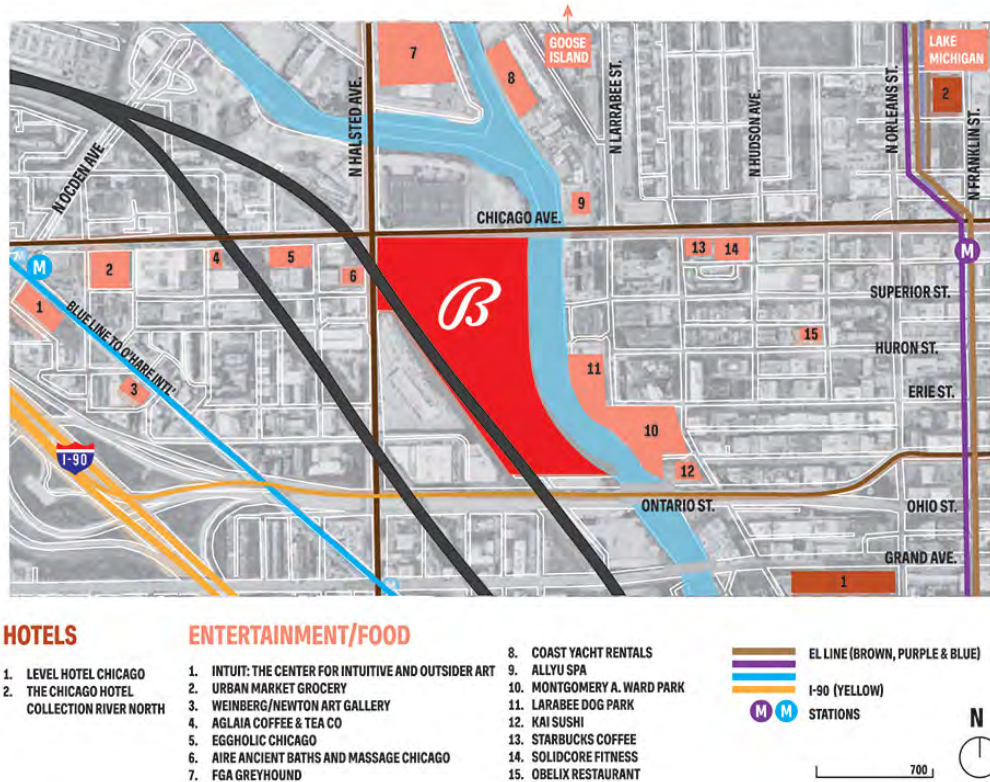 GOOSE
ISLAND
LAKE
MICHIGAN
7
8
2
N OGDEN AVE
N HALSTED AVE.
N LARRABEE ST.
N HUDSON AVE.
N ORLEANS ST.
N FRANKLIN ST.
9
CHICAGO AVE.
M
2
4
5
6
B
13
14
M
1
SUPERIOR ST.
BLUE LINE TO O'HARE INTL'
15
HURON ST.
3
11
ERIE ST.
10
I-90
12
ONTARIO ST.
OHIO ST.
GRAND AVE.
1
HOTELS
1. LEVEL HOTEL CHICAGO
2. THE CHICAGO HOTEL
COLLECTION RIVER NORTH
ENTERTAINMENT/FOOD
1. INTUIT: THE CENTER FOR INTUITIVE AND OUTSIDER ART
2. URBAN MARKET GROCERY
3. WEINBERG/NEWTON ART GALLERY
4. AGLAIA COFFEE & TEA CO
5. EGGHOLIC CHICAGO
6. AIRE ANCIENT BATHS AND MASSAGE CHICAGO
7. FGA GREYHOUND
8. COAST YACHT RENTALS
9. ALLYU SPA
10. MONTGOMERY A. WARD PARK
11. LARABEE DOG PARK
12. KAI SUSHI
13. STARBUCKS COFFEE
14. SOLIDCORE FITNESS
15. OBELIX RESTAURANT
EL LINE (BROWN, PURPLE & BLUE)
I-90 (YELLOW)
M M STATIONS
N
700